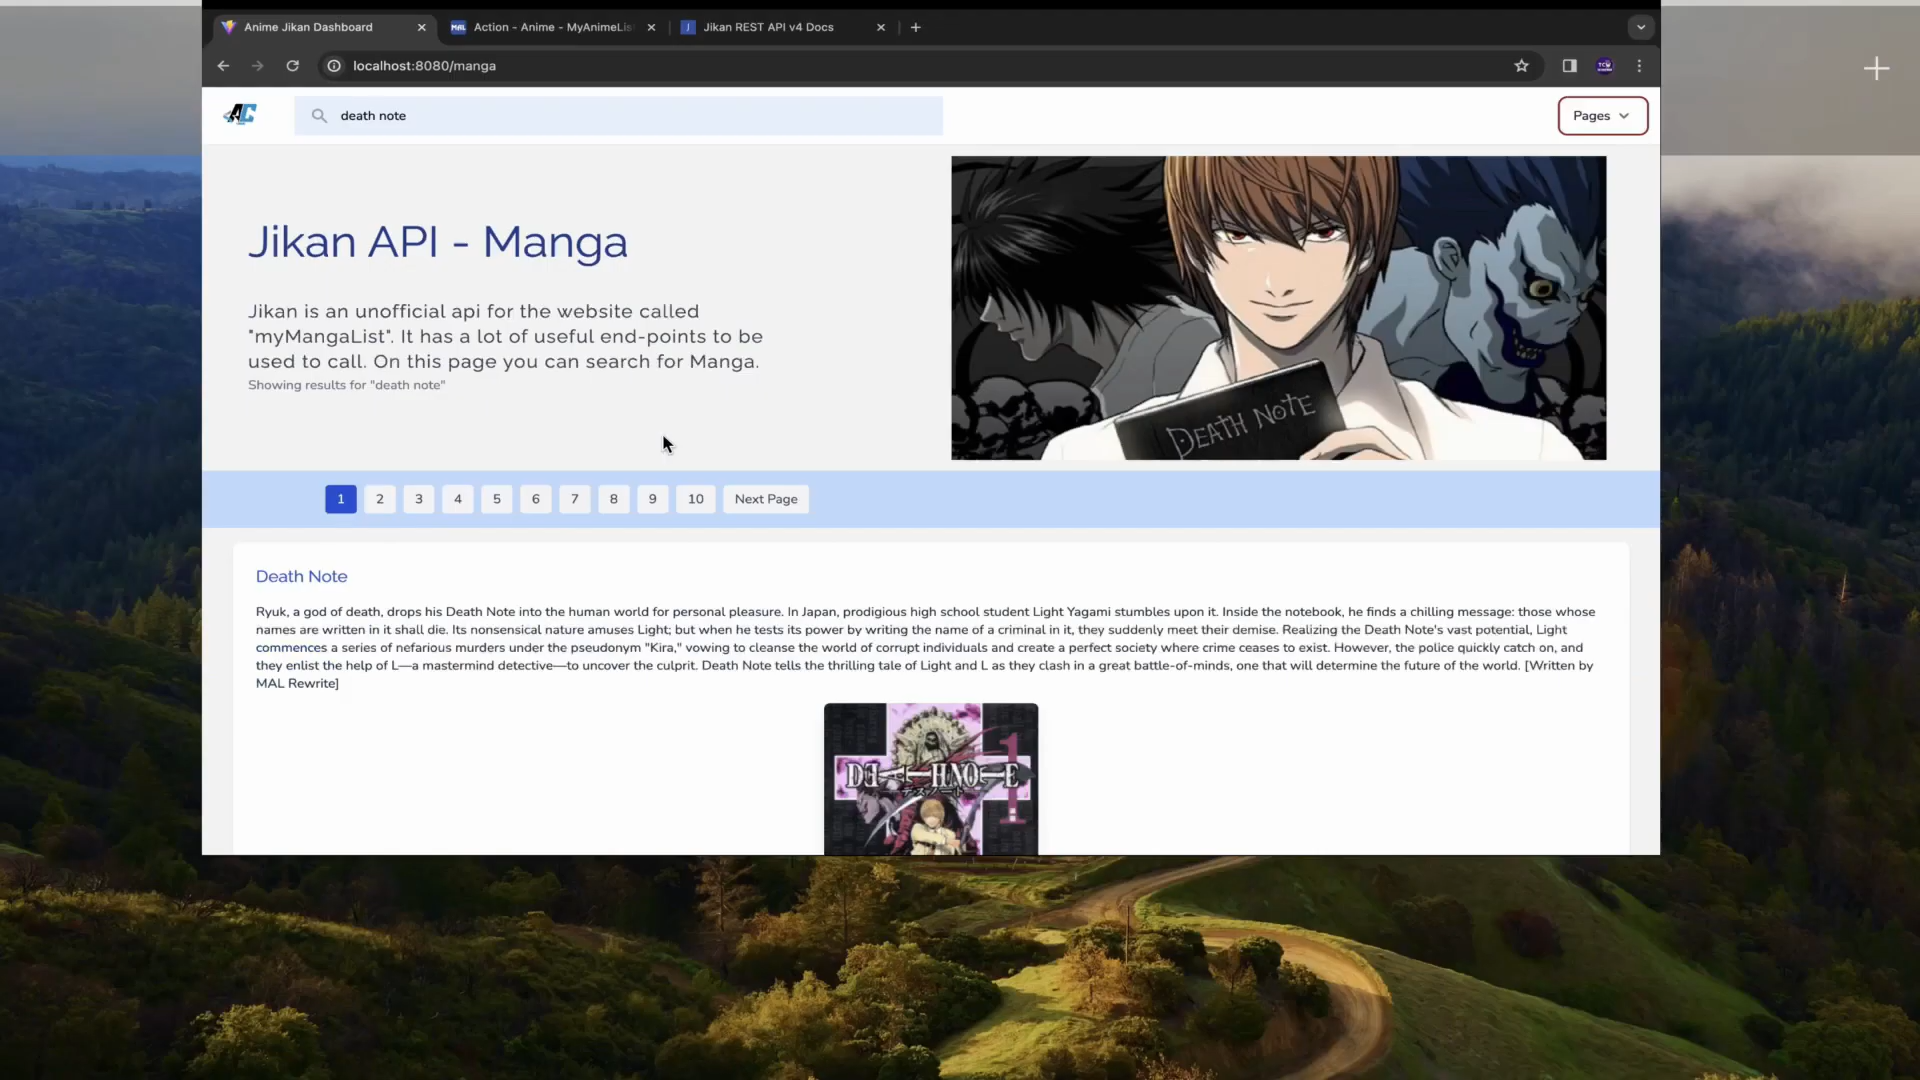 Anime Jikan Dashboard
MAL
Action - Anime - MyAnimeLis
J
Jikan REST API v4 Docs
localhost:8080/manga
AC
death note
Pages
Jikan API - Manga
Jikan is an unofficial api for the website called
"myMangaList". It has a lot of useful end-points to be
used to call. On this page you can search for Manga.
Showing results for "death note"
DEATH NOTE
1 2 3 4 5 6 7 8 9 10 Next Page
Death Note
Ryuk, a god of death, drops his Death Note into the human world for personal pleasure. In Japan, prodigious high school student Light Yagami stumbles upon it. Inside the notebook, he finds a chilling message: those whose
names are written in it shall die. Its nonsensical nature amuses Light; but when he tests its power by writing the name of a criminal in it, they suddenly meet their demise. Realizing the Death Note's vast potential, Light
commences a series of nefarious murders under the pseudonym "Kira," vowing to cleanse the world of corrupt individuals and create a perfect society where crime ceases to exist. However, the police quickly catch on, and
they enlist the help of L—a mastermind detective—to uncover the culprit. Death Note tells the thrilling tale of Light and L as they clash in a great battle-of-minds, one that will determine the future of the world. [Written by
MAL Rewrite]
DEATH NOTE
デスノート
1